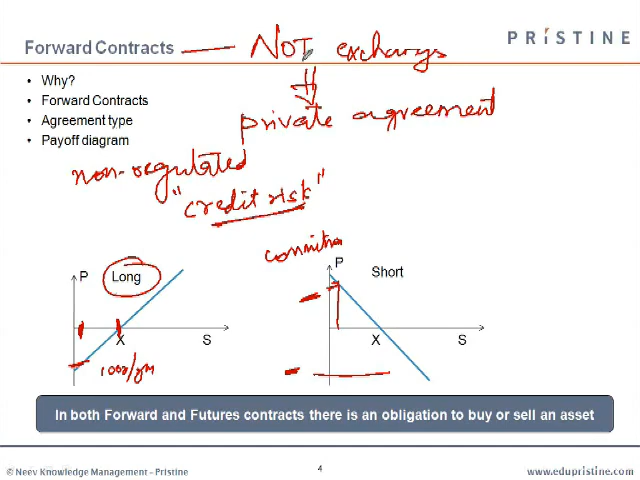 Forward Contracts
NOT exchange
PRISTINE
• Why?
• Forward Contracts
• Agreement type
• Payoff diagram
private agreement
non-regulated
"credit risk"
P
Long
X
S
100$/gm
P
Short
X
S
In both Forward and Futures contracts there is an obligation to buy or sell an asset
© Neev Knowledge Management - Pristine
4
www.edupristine.com